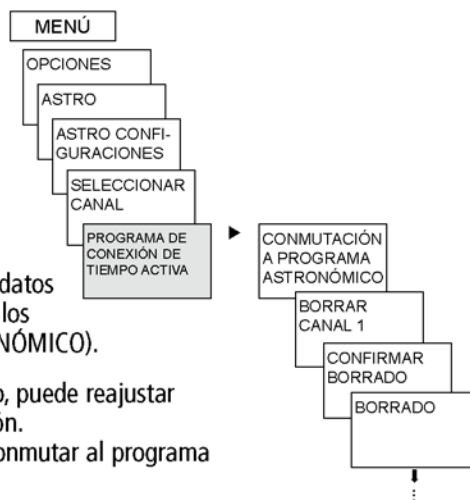 MENÚ
OPCIONES
ASTRO
ASTRO CONFI-
GURACIONES
SELECCIONAR
CANAL
PROGRAMA DE
CONEXIÓN DE
TIEMPO ACTIVA
CONMUTACIÓN
A PROGRAMA
ASTRONÓMICO
BORRAR
CANAL 1
CONFIRMAR
BORRADO
BORRADO
datos
los
NÓMICO).
o, puede reajustar
ón.
onmutar al programa